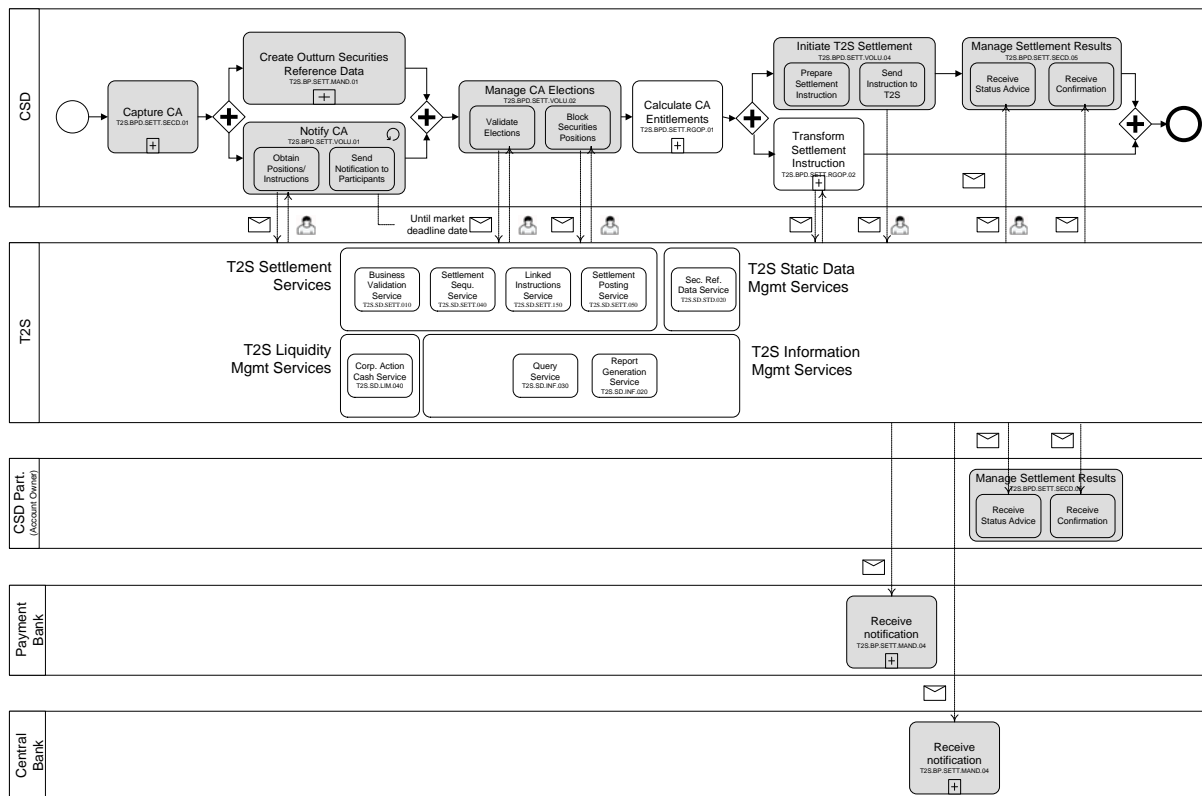 CSD
Capture CA
T2S.BPD.SETT.SECD.01
Create Outturn Securities
Reference Data
T2S.BP.SETT.MAND.01
Notify CA
T2S.BPD.SETT.VOLU.01
Obtain
Positions/
Instructions
Send
Notification to
Participants
Until market
deadline date
Manage CA Elections
T2S.BPD.SETT.VOLU.02
Validate
Elections
Block
Securities
Positions
Calculate CA
Entitlements
T2S.BPD.SETT.RGOP.01
Initiate T2S Settlement
T2S.BPD.SETT.VOLU.04
Prepare
Settlement
Instruction
Send
Instruction to
T2S
Transform
Settlement
Instruction
T2S.BPD.SETT.RGOP.02
Manage Settlement Results
T2S.BPD.SETT.SECD.05
Receive
Status Advice
Receive
Confirmation
T2S
T2S Settlement
Services
Business
Validation
Service
T2S.SD.SETT.010
Settlement
Sequ.
Service
T2S.SD.SETT.040
Linked
Instructions
Service
T2S.SD.SETT.150
Settlement
Posting
Service
T2S.SD.SETT.050
Sec. Ref.
Data Service
T2S.SD.STD.020
T2S Static Data
Mgmt Services
T2S Liquidity
Mgmt Services
Corp. Action
Cash Service
T2S.SD.LIM.040
Query
Service
T2S.SD.INF.030
Report
Generation
Service
T2S.SD.INF.020
T2S Information
Mgmt Services
CSD Part.
(Account Owner)
Manage Settlement Results
Receive
Status Advice
Receive
Confirmation
Payment
Bank
Receive
notification
T2S.BP.SETT.MAND.04
Central
Bank
Receive
notification
T2S.BP.SETT.MAND.04